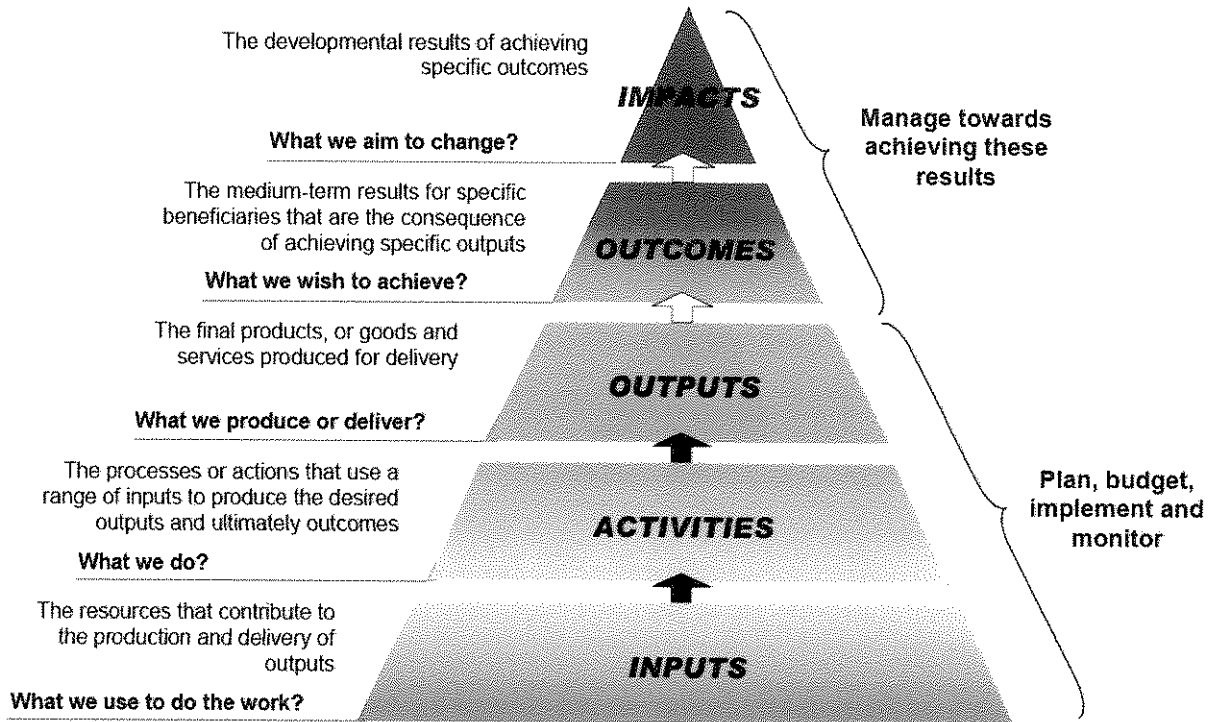 The developmental results of achieving
specific outcomes
IMPACTS
What we aim to change?
Manage towards
achieving these
results
The medium-term results for specific
beneficiaries that are the consequence
of achieving specific outputs
OUTCOMES
What we wish to achieve?
The final products, or goods and
services produced for delivery
OUTPUTS
What we produce or deliver?
The processes or actions that use a
range of inputs to produce the desired
outputs and ultimately outcomes
ACTIVITIES
What we do?
Plan, budget,
implement and
monitor
The resources that contribute to
the production and delivery of
outputs
INPUTS
What we use to do the work?